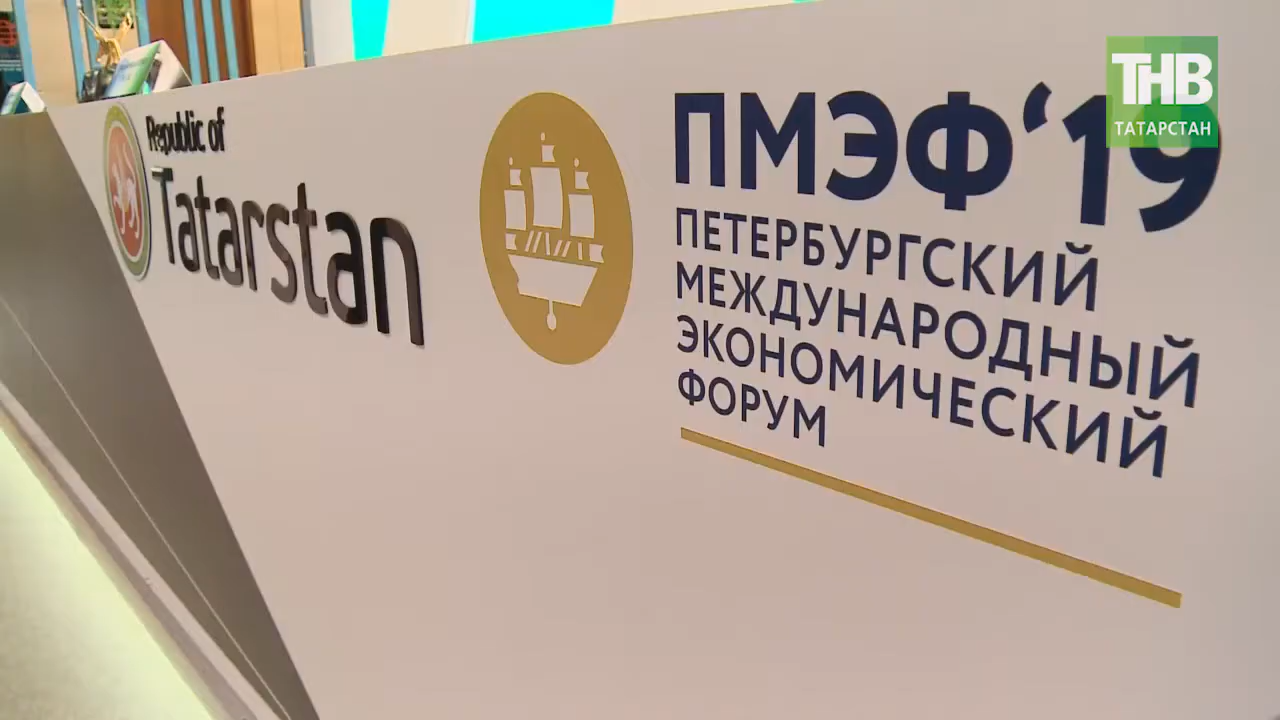 Republic of
Tatarstan
ПМЭФ‘19
ПЕТЕРБУРГСКИЙ
МЕЖДУНАРОДНЫЙ
ЭКОНОМИЧЕСКИЙ
ФОРУМ
ТНВ
ТАТАРСТАН